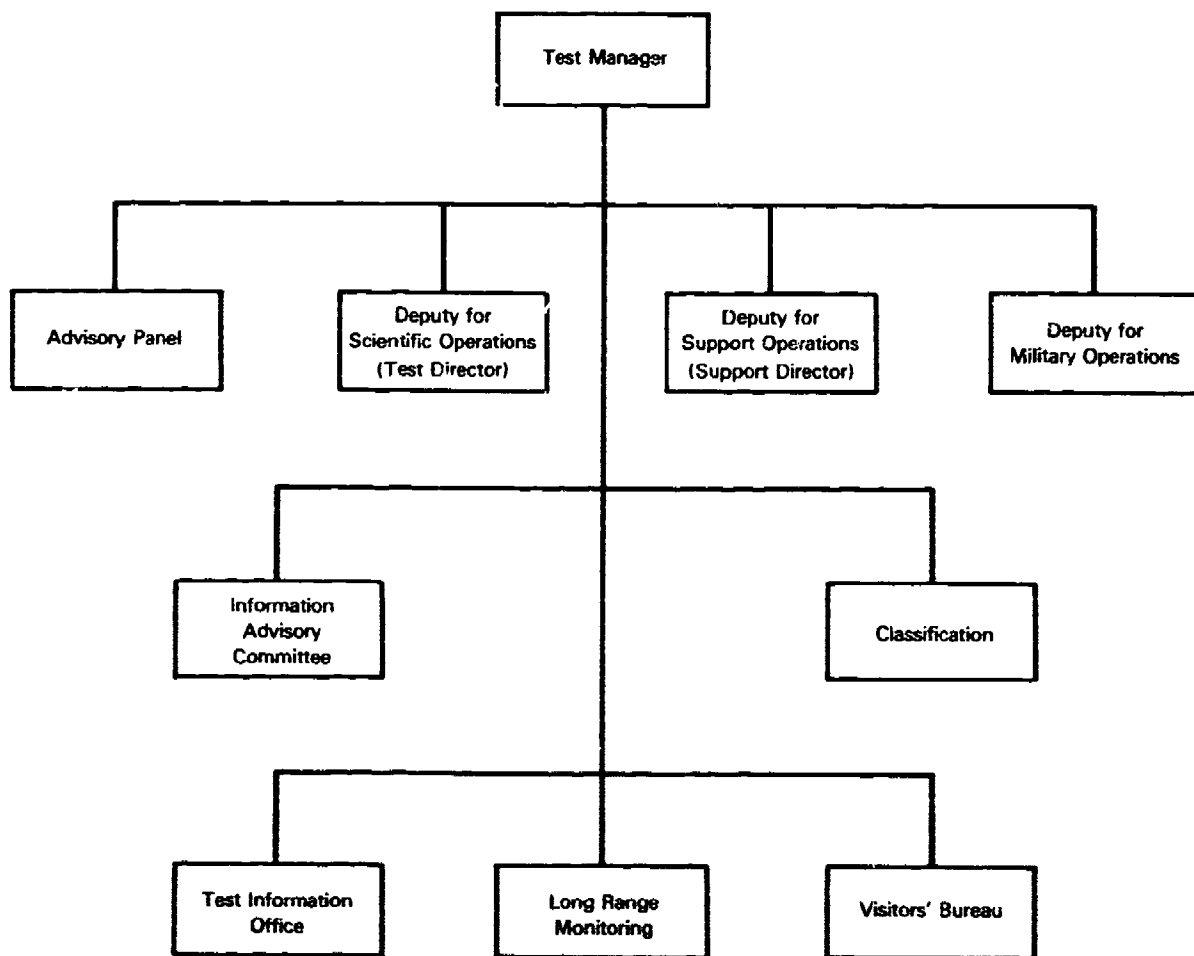 Test Manager
Advisory Panel
Deputy for
Scientific Operations
(Test Director)
Deputy for
Support Operations
(Support Director)
Deputy for
Military Operations
Information
Advisory
Committee
Classification
Test Information
Office
Long Range
Monitoring
Visitors' Bureau